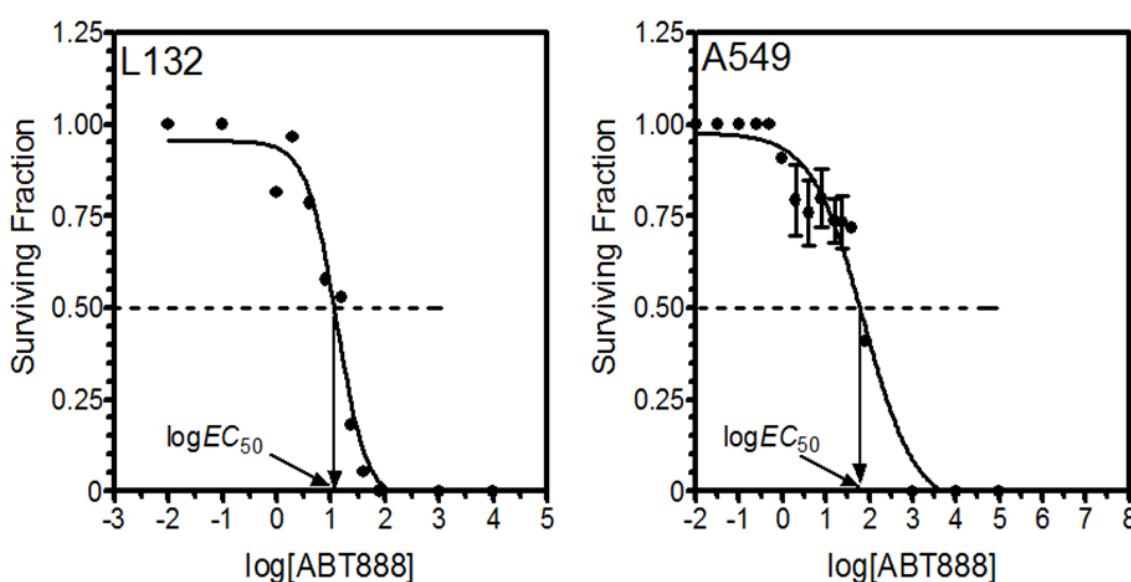 L132
Surviving Fraction
1.25
1.00
0.75
0.50
0.25
0
logEC50
-3 -2 -1 0 1 2 3 4 5
log[ABT888]
A549
Surviving Fraction
1.25
1.00
0.75
0.50
0.25
0
logEC50
-2 -1 0 1 2 3 4 5 6 7 8
log[ABT888]